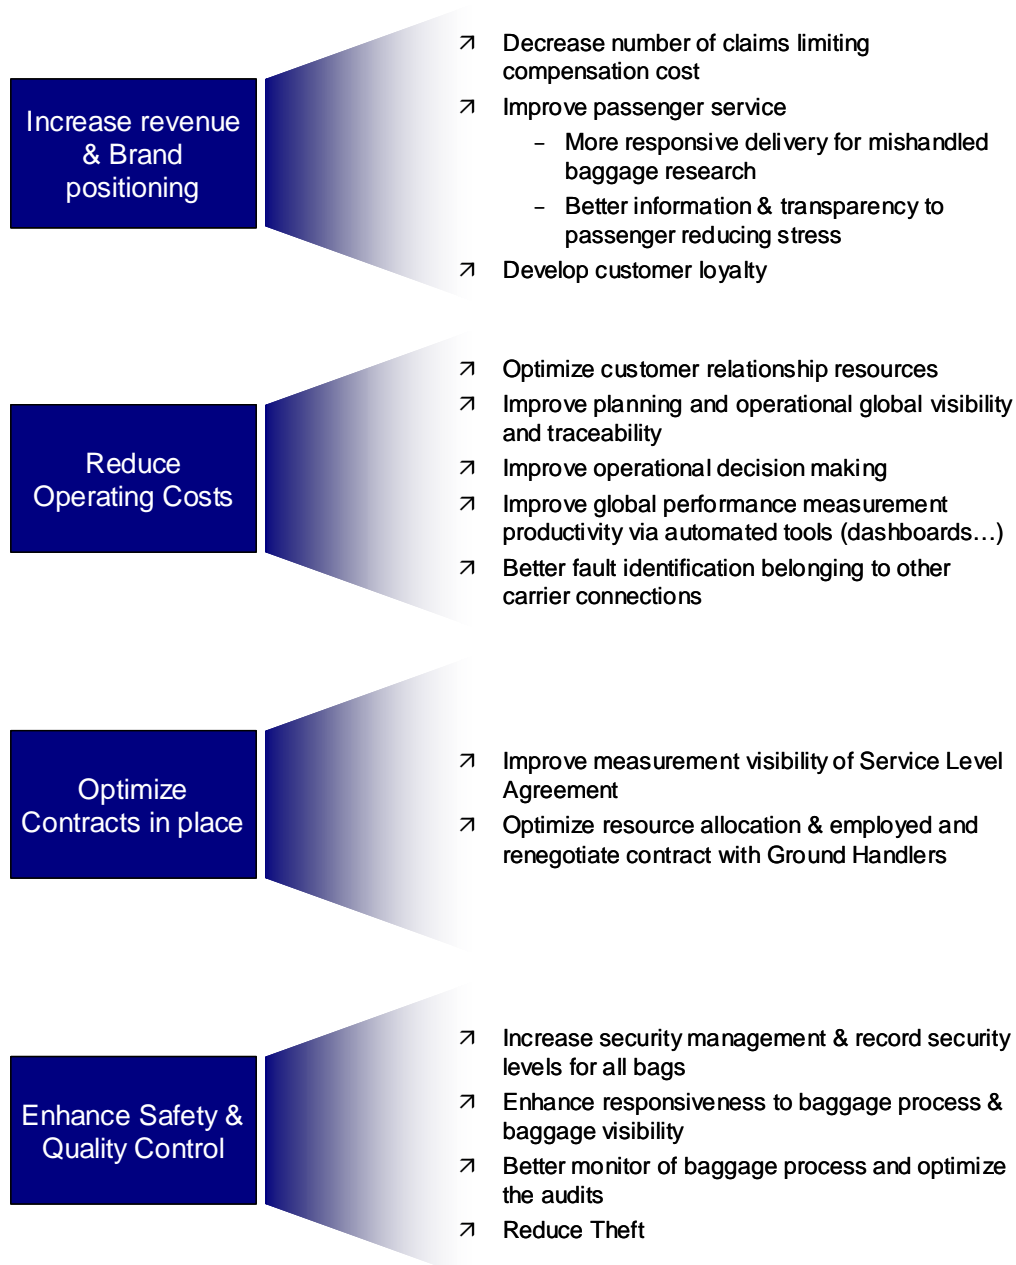 Increase revenue
& Brand
positioning
↗ Decrease number of claims limiting
compensation cost
↗ Improve passenger service
– More responsive delivery for mishandled
baggage research
– Better information & transparency to
passenger reducing stress
↗ Develop customer loyalty
Reduce
Operating Costs
↗ Optimize customer relationship resources
↗ Improve planning and operational global visibility
and traceability
↗ Improve operational decision making
↗ Improve global performance measurement
productivity via automated tools (dashboards…)
↗ Better fault identification belonging to other
carrier connections
Optimize
Contracts in place
↗ Improve measurement visibility of Service Level
Agreement
↗ Optimize resource allocation & employed and
renegotiate contract with Ground Handlers
Enhance Safety &
Quality Control
↗ Increase security management & record security
levels for all bags
↗ Enhance responsiveness to baggage process &
baggage visibility
↗ Better monitor of baggage process and optimize
the audits
↗ Reduce Theft